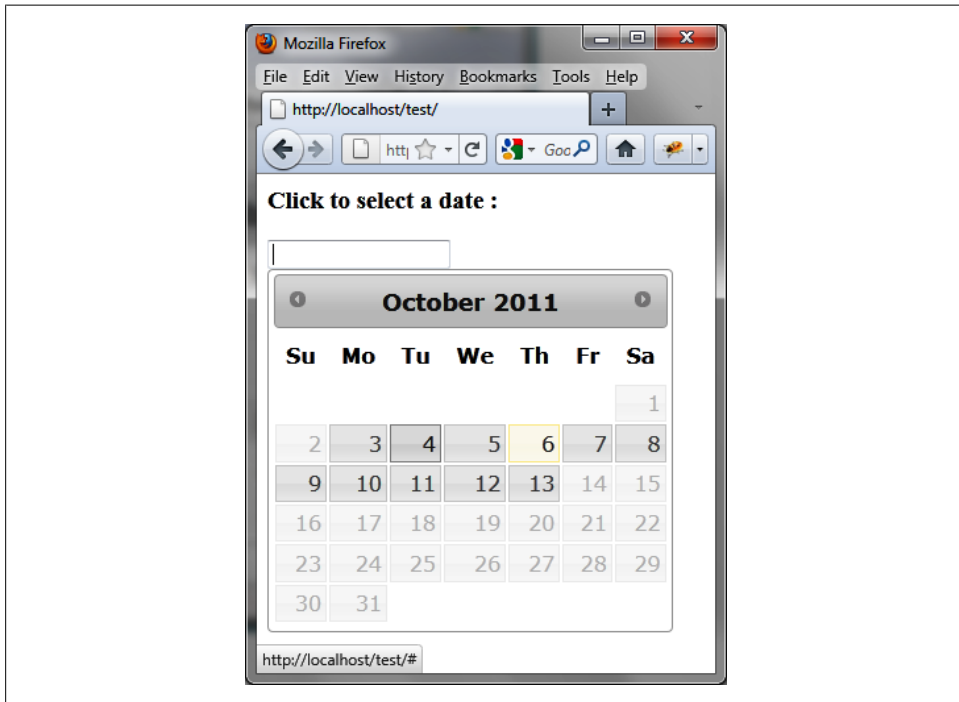 Mozilla Firefox
File Edit View History Bookmarks Tools Help
http://localhost/test/
+
htt Goo
Click to select a date :
October 2011
Su Mo Tu We Th Fr Sa
1
2 3 4 5 6 7 8
9 10 11 12 13 14 15
16 17 18 19 20 21 22
23 24 25 26 27 28 29
30 31
http://localhost/test/#